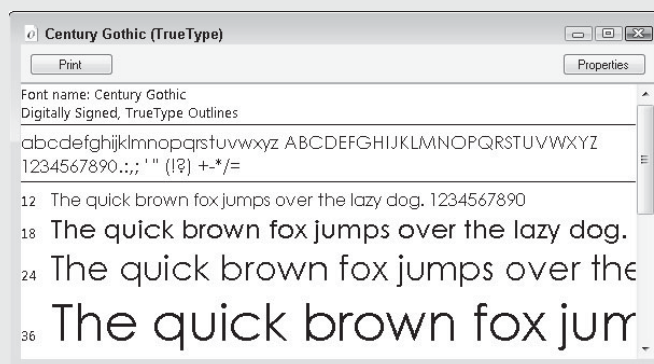 Century Gothic (TrueType)
Print Properties
Font name: Century Gothic
Digitally Signed, TrueType Outlines
abcdefghijklmnopqrstuvwxyz ABCDEFGHIJKLMNOPQRSTUVWXYZ
1234567890.:,; ' " (!?) +-*/=
12 The quick brown fox jumps over the lazy dog. 1234567890
18 The quick brown fox jumps over the lazy dog.
24 The quick brown fox jumps over the
36 The quick brown fox jum